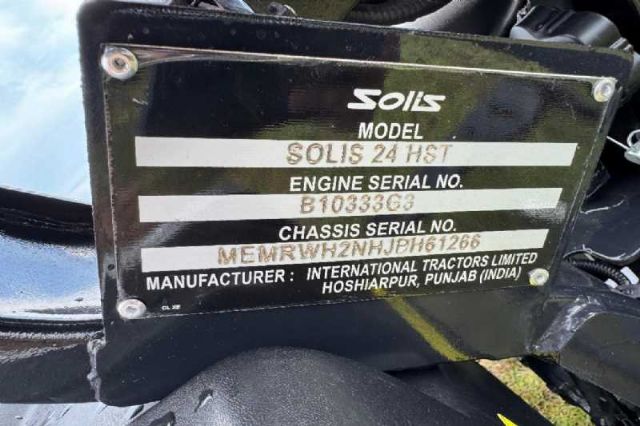 Solis
MODEL
SOLIS 24 HST
ENGINE SERIAL NO.
B10333G3
CHASSIS SERIAL NO.
MEMRWH2NHJPH61266
MANUFACTURER : INTERNATIONAL TRACTORS LIMITED
HOSHIARPUR, PUNJAB (INDIA)